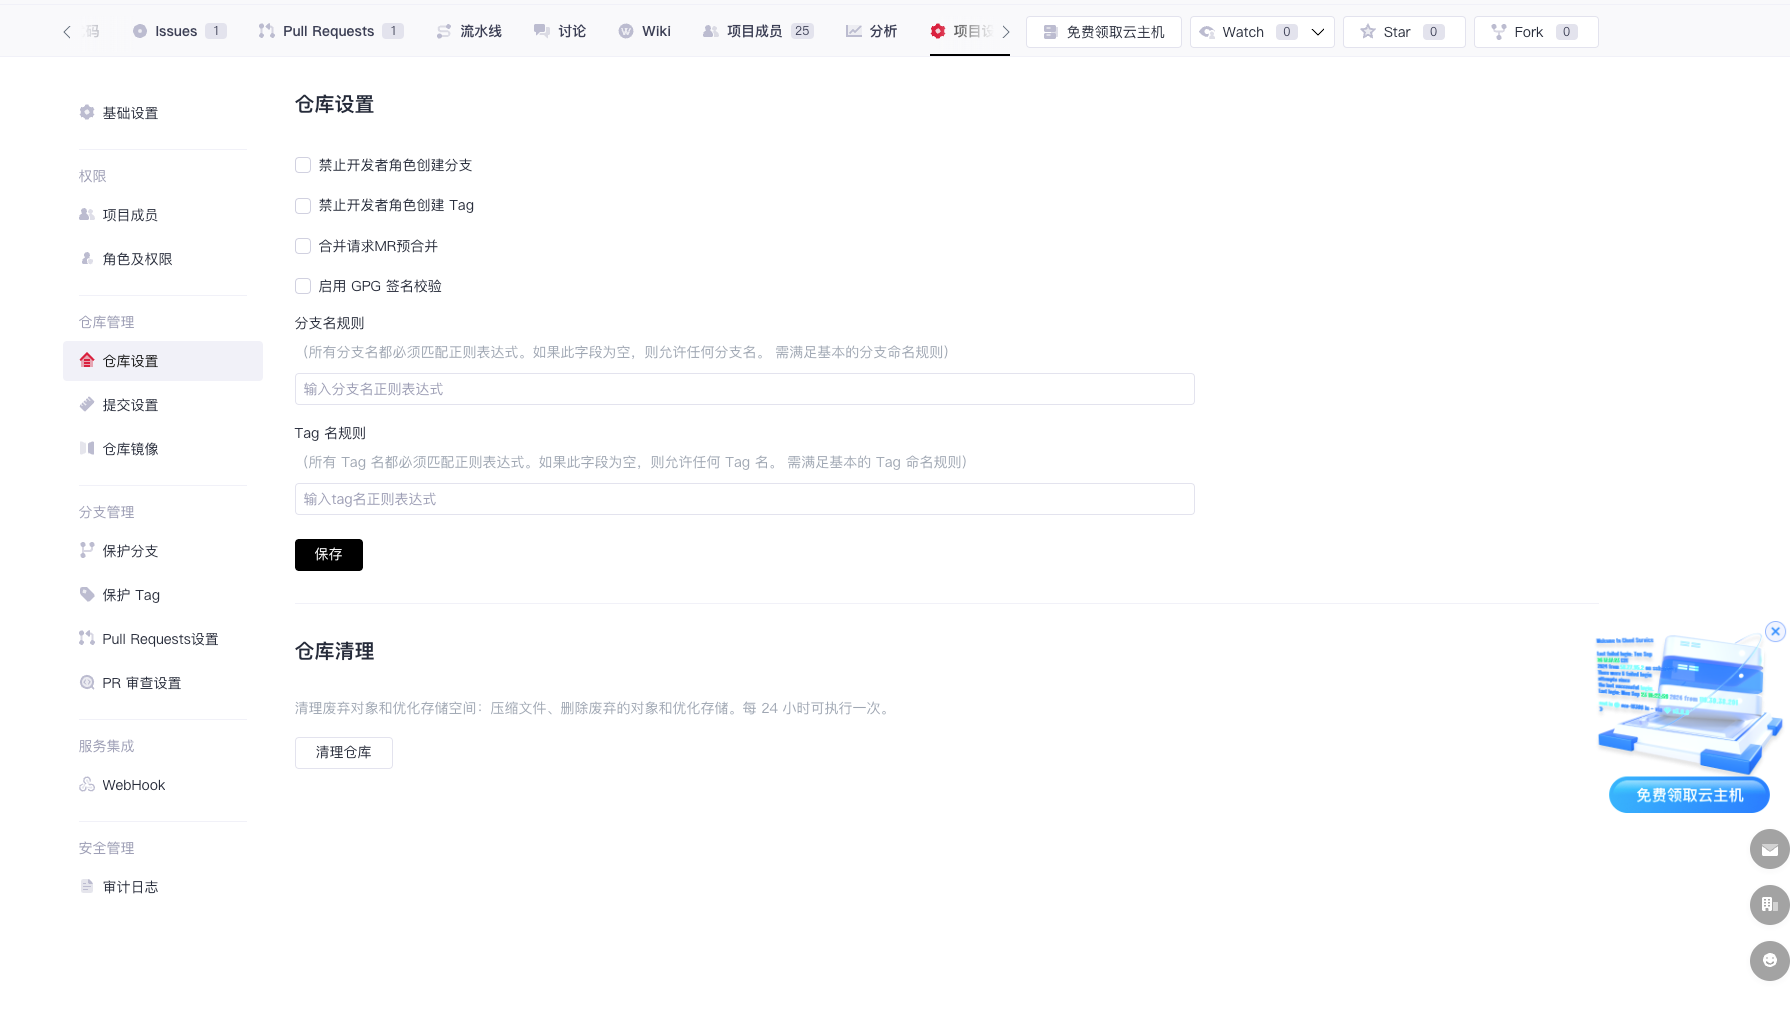 码
Issues 1
Pull Requests 1
流水线
讨论
Wiki
项目成员 25
分析
项目设
免费领取云主机
Watch 0
Star 0
Fork 0
基础设置
权限
项目成员
角色及权限
仓库管理
仓库设置
提交设置
仓库镜像
分支管理
保护分支
保护 Tag
Pull Requests设置
PR 审查设置
服务集成
WebHook
安全管理
审计日志
仓库设置
禁止开发者角色创建分支
禁止开发者角色创建 Tag
合并请求MR预合并
启用 GPG 签名校验
分支名规则
（所有分支名都必须匹配正则表达式。如果此字段为空，则允许任何分支名。 需满足基本的分支命名规则）
输入分支名正则表达式
Tag 名规则
（所有 Tag 名都必须匹配正则表达式。如果此字段为空，则允许任何 Tag 名。 需满足基本的 Tag 命名规则）
输入tag名正则表达式
保存
仓库清理
清理废弃对象和优化存储空间：压缩文件、删除废弃的对象和优化存储。每 24 小时可执行一次。
清理仓库
Welcome to Cloud Service
免费领取云主机